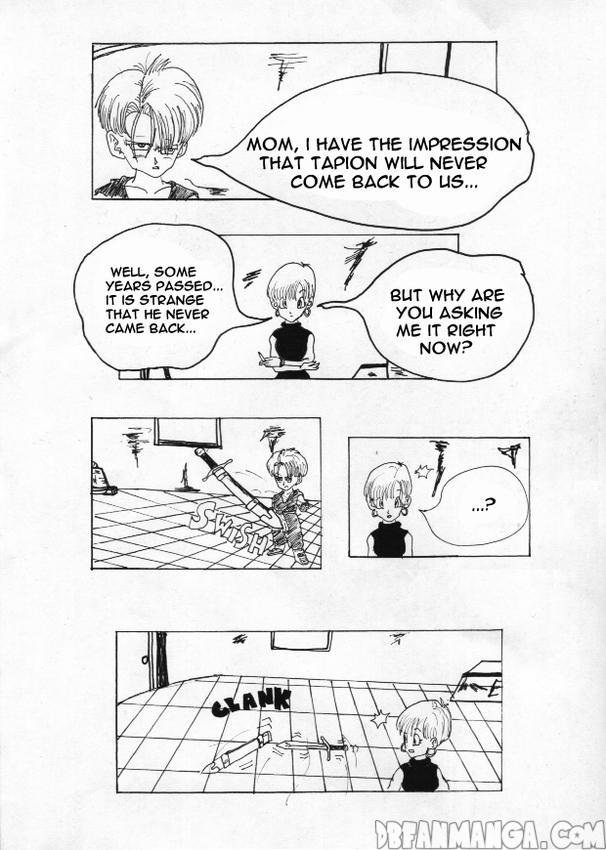 MOM, I HAVE THE IMPRESSION
THAT TAPION WILL NEVER
COME BACK TO US...
WELL, SOME
YEARS PASSED...
IT IS STRANGE
THAT HE NEVER
CAME BACK...
BUT WHY ARE
YOU ASKING
ME IT RIGHT
NOW?
SWISH
...?
CLANK
DBFANMANGA.COM